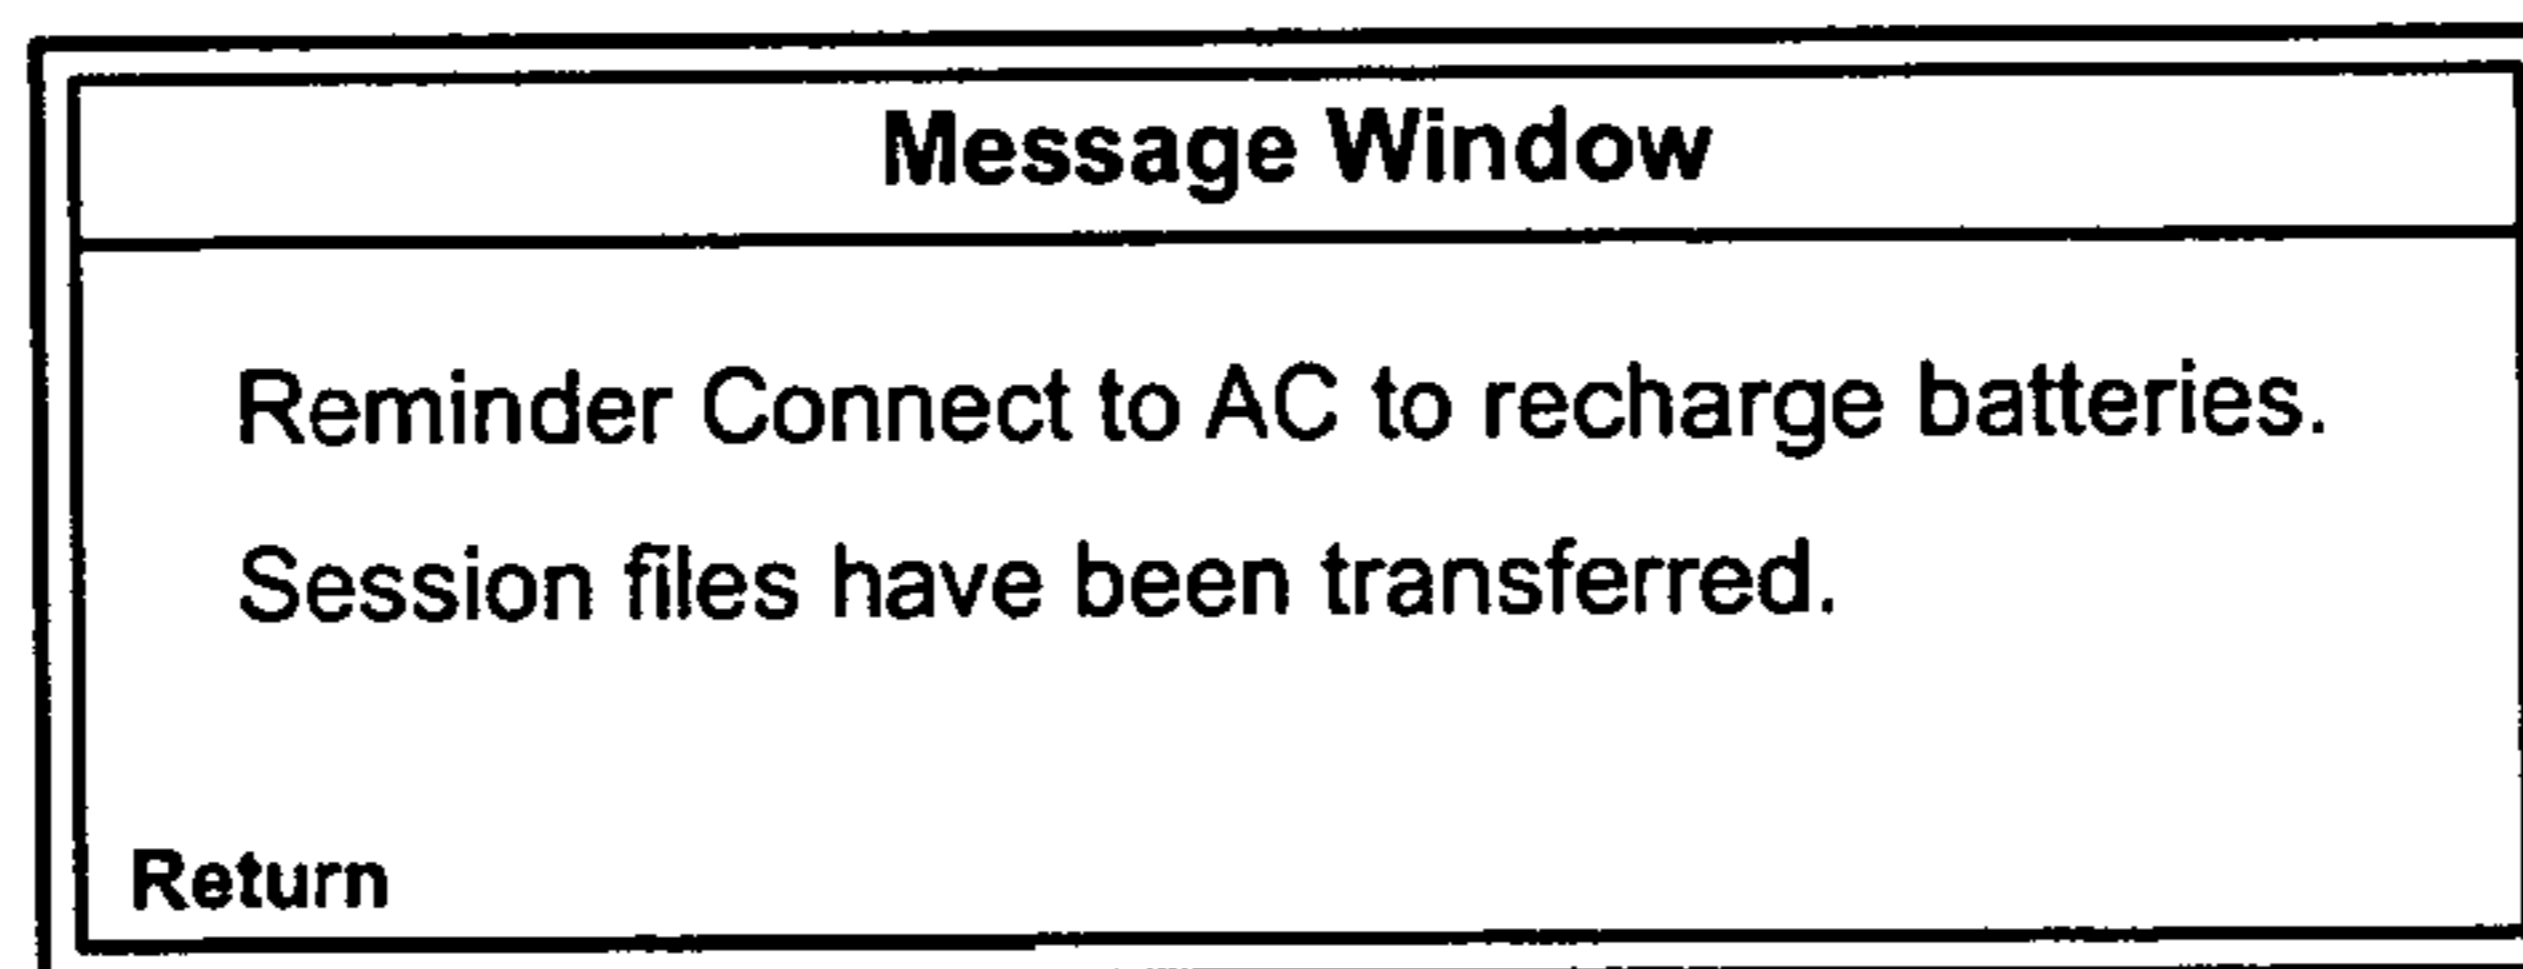 Message Window
Reminder Connect to AC to recharge batteries.
Session files have been transferred.
Return